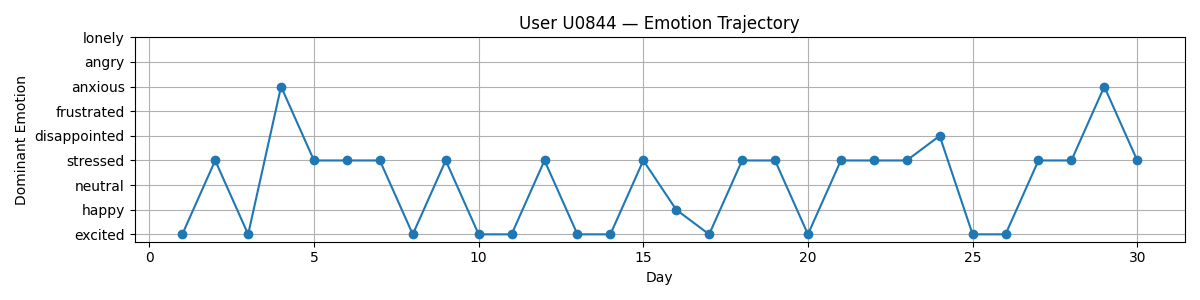 User U0844 — Emotion Trajectory
Dominant Emotion
lonely
angry
anxious
frustrated
disappointed
stressed
neutral
happy
excited
0 5 10 15 20 25 30
Day